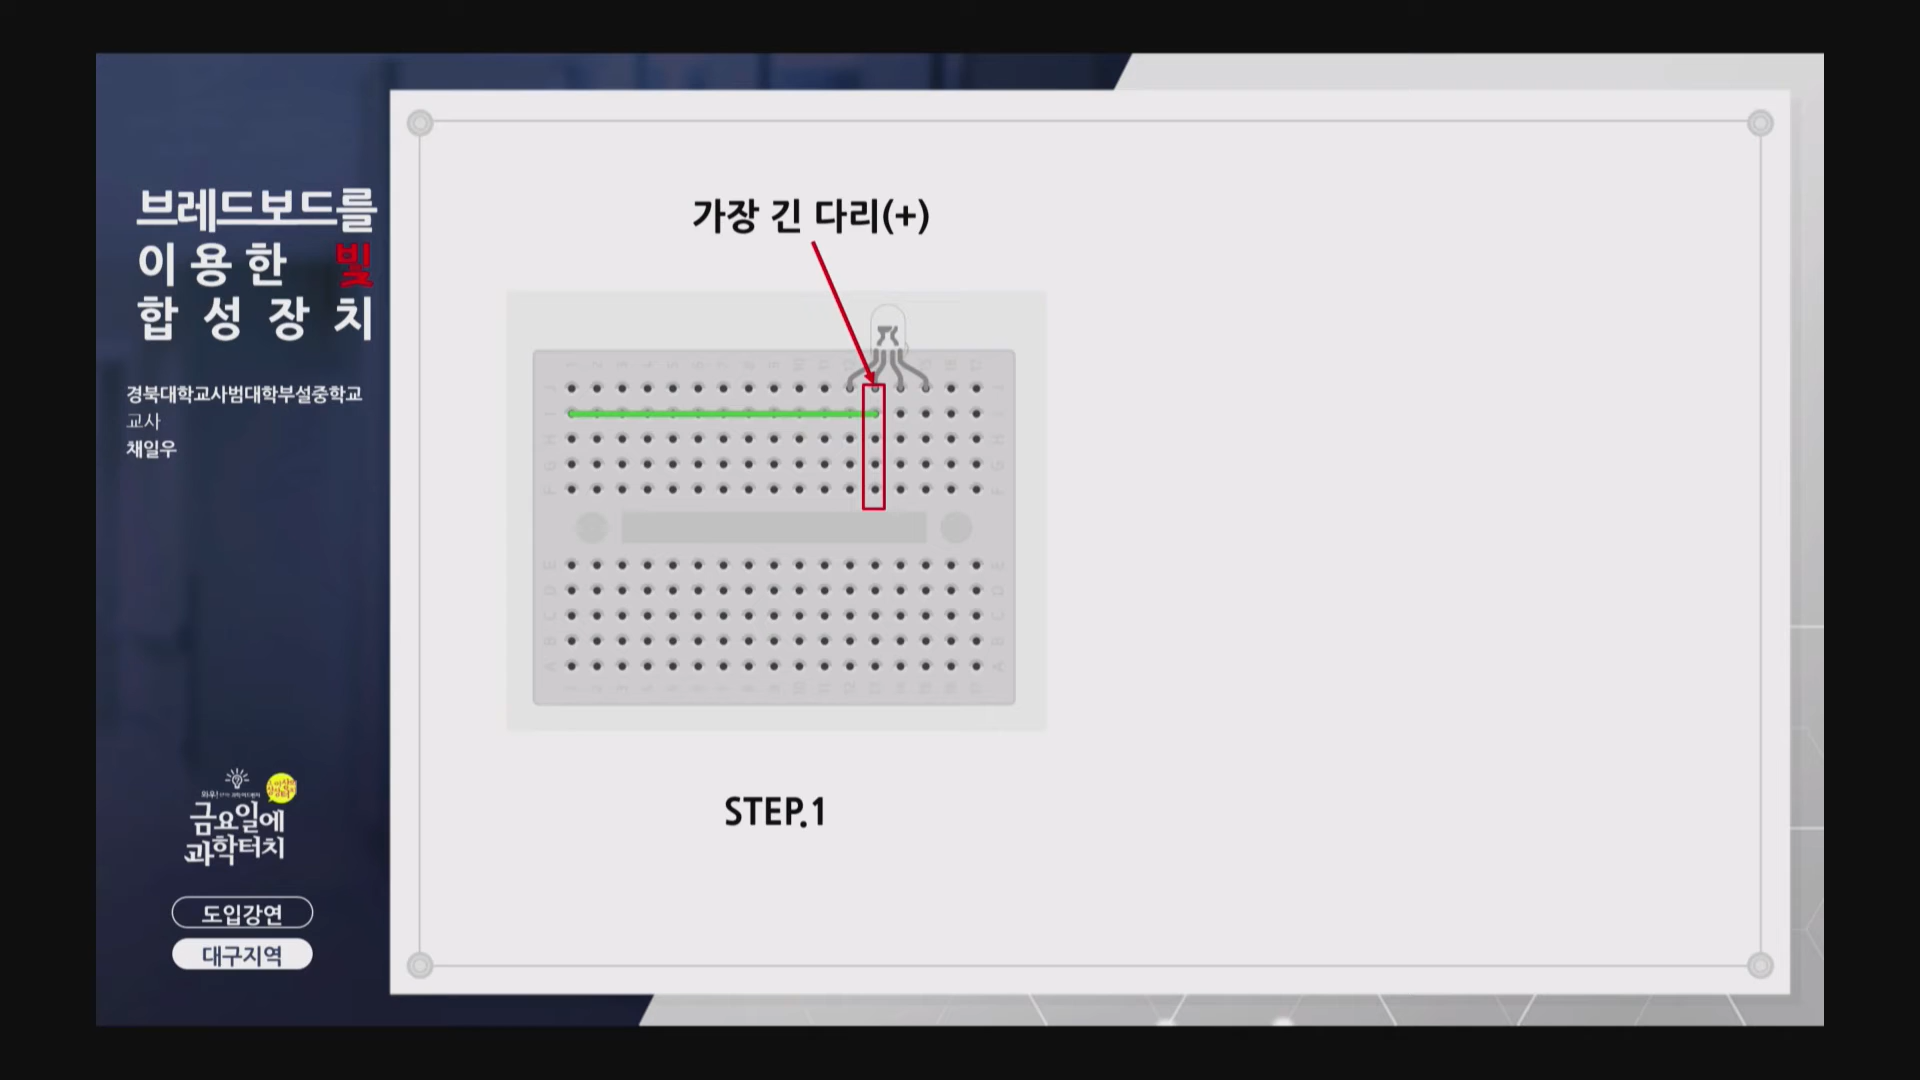 브레드보드를
이용한 빛
합성장치
경북대학교사범대학부설중학교
교사
채일우
금요일에
과학터치
도입강연
대구지역
가장 긴 다리(+)
STEP.1